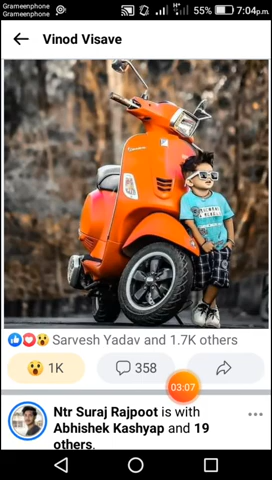 Grameenphone
Grameenphone
55% 7:04p.m.
Vinod Visave
Sarvesh Yadav and 1.7K others
1K
358
03:07
Ntr Suraj Rajpoot is with
Abhishek Kashyap and 19
others.